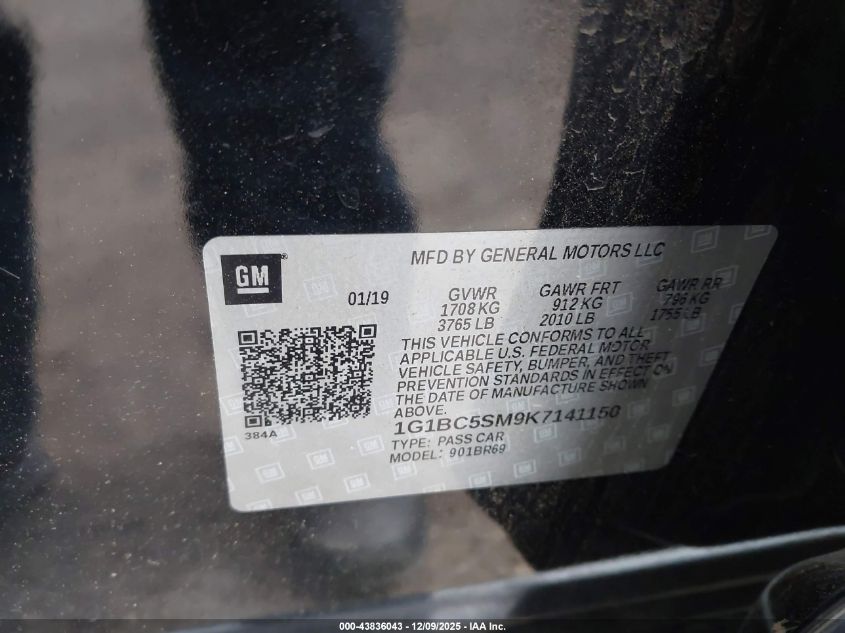 GM
MFD BY GENERAL MOTORS LLC
01/19
GVWR
1708 KG
3765 LB
GAWR FRT
912 KG
2010 LB
GAWR RR
796 KG
1755 LB
THIS VEHICLE CONFORMS TO ALL
APPLICABLE U.S. FEDERAL MOTOR
VEHICLE SAFETY, BUMPER, AND THEFT
PREVENTION STANDARDS IN EFFECT ON
THE DATE OF MANUFACTURE SHOWN
ABOVE.
384A
1G1BC5SM9K7141150
TYPE: PASS CAR
MODEL: 901BR69
000-43836043 - 12/09/2025 - IAA Inc.